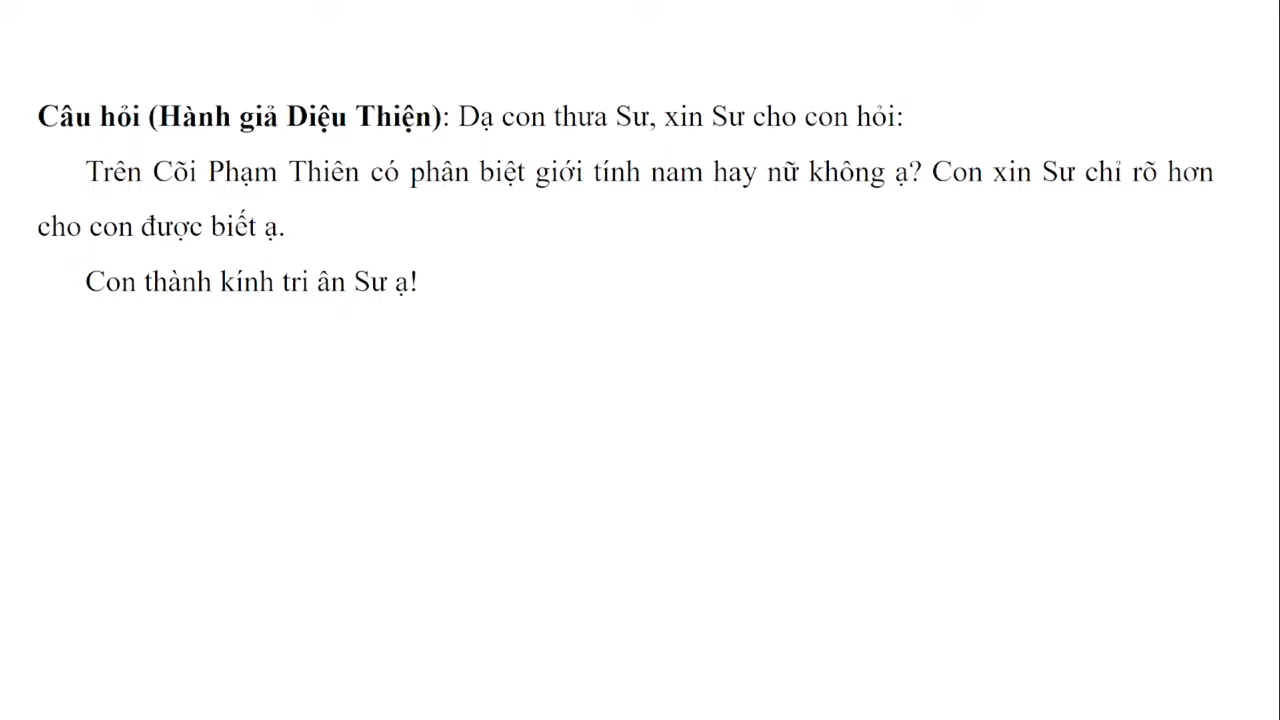 Câu hỏi (Hành giả Diệu Thiện): Dạ con thưa Sư, xin Sư cho con hỏi:
Trên Cõi Phạm Thiên có phân biệt giới tính nam hay nữ không ạ? Con xin Sư chỉ rõ hơn
cho con được biết ạ.
Con thành kính tri ân Sư ạ!